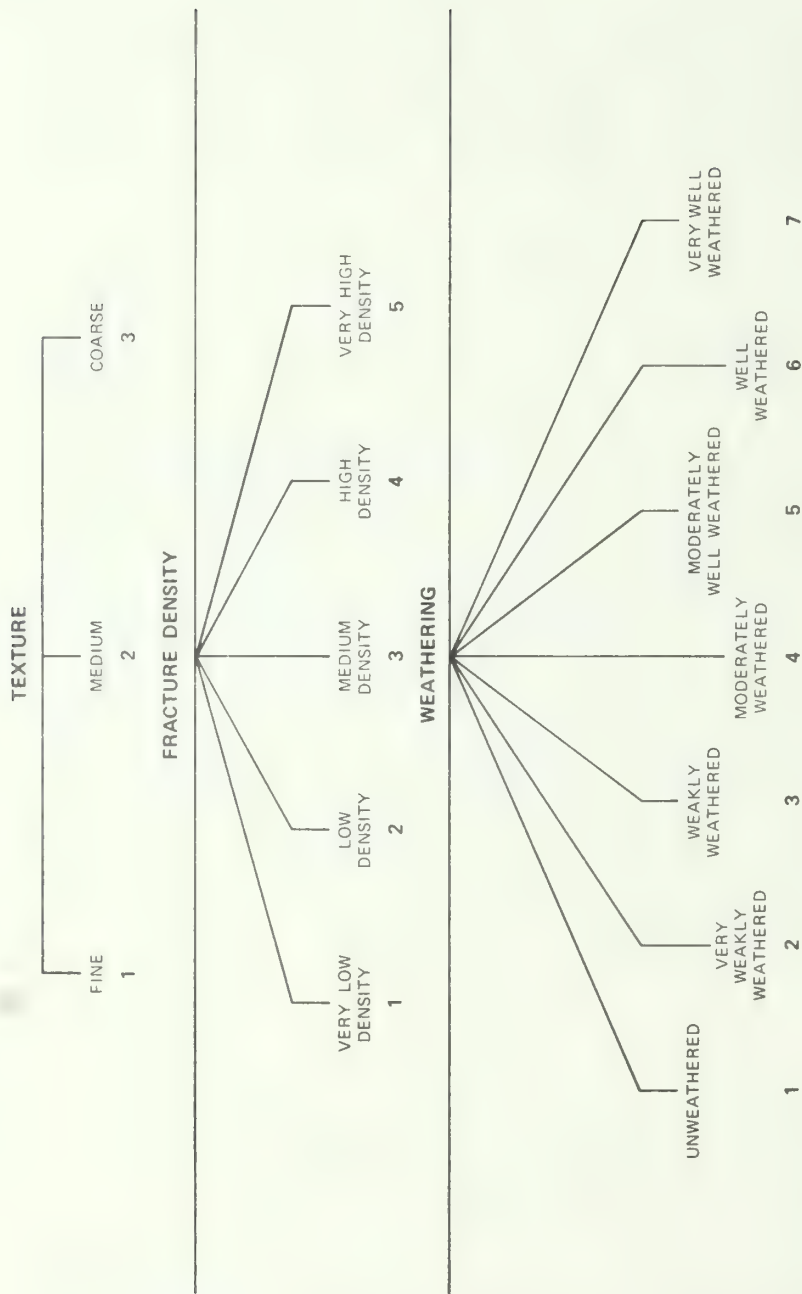 TEXTURE
FINE
MEDIUM
COARSE
1
2
3
FRACTURE DENSITY
VERY LOW
DENSITY
LOW
DENSITY
MEDIUM
DENSITY
HIGH
DENSITY
VERY HIGH
DENSITY
1
2
3
4
5
WEATHERING
UNWEATHERED
VERY
WEAKLY
WEATHERED
WEAKLY
WEATHERED
MODERATELY
WEATHERED
MODERATELY
WELL WEATHERED
WELL
WEATHERED
VERY WELL
WEATHERED
1
2
3
4
5
6
7